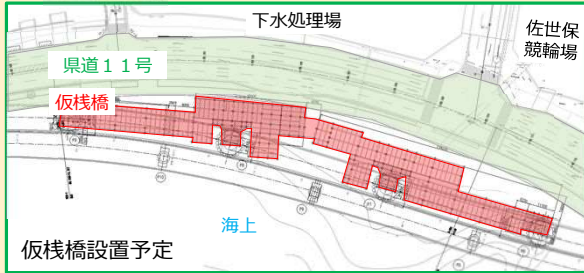 下水処理場
佐世保
競輪場
県道１１号
仮桟橋
海上
仮桟橋設置予定